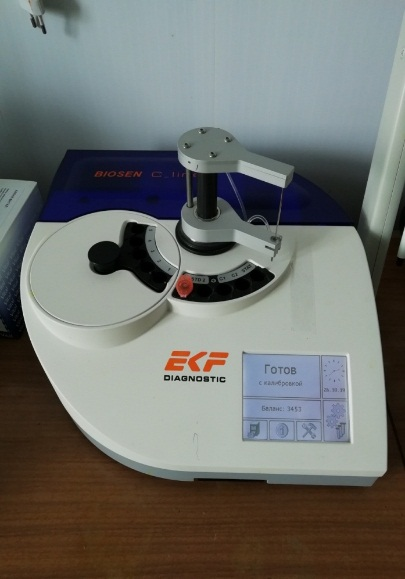 BIOSEN C_line
EKF
DIAGNOSTIC
Готов
с калибровкой
Баланс: 3453